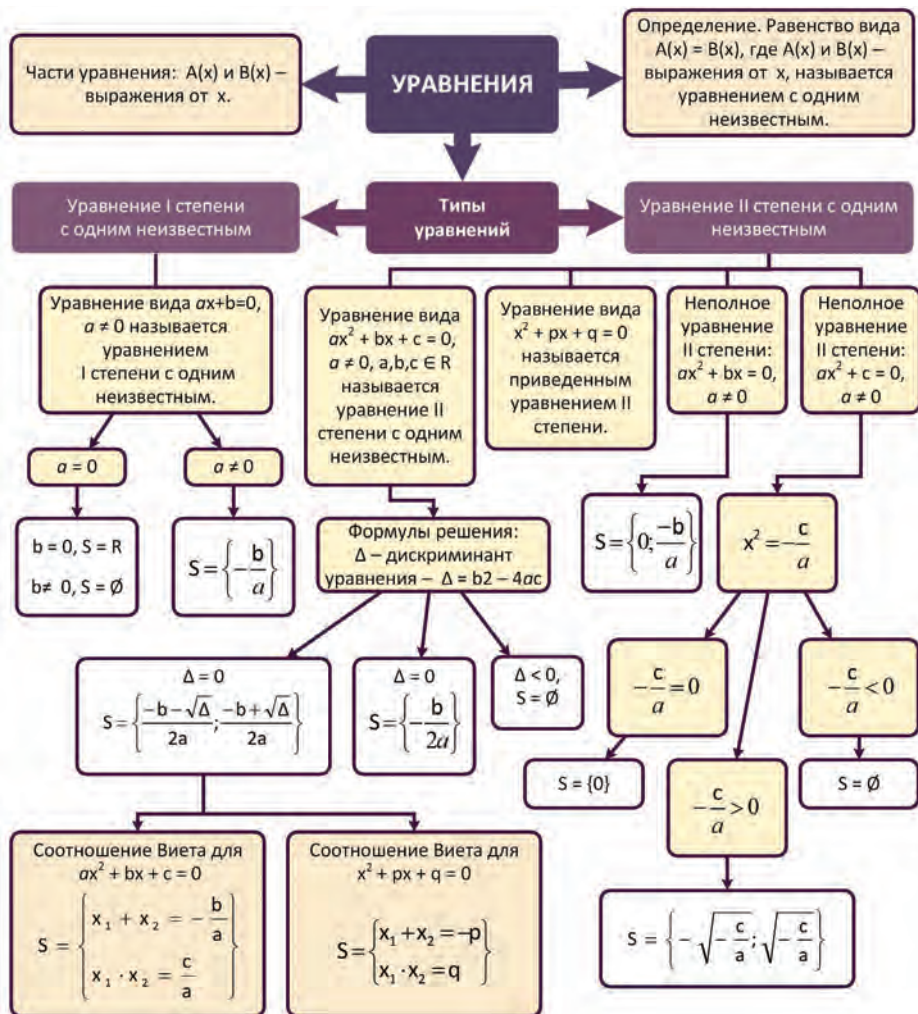 Части уравнения: A(x) и B(x) –
выражения от x.
УРАВНЕНИЯ
Определение. Равенство вида
A(x) = B(x), где A(x) и B(x) –
выражения от x, называется
уравнением с одним
неизвестным.
Уравнение I степени
с одним неизвестным
Типы
уравнений
Уравнение II степени с одним
неизвестным
Уравнение вида ax+b=0,
a ≠ 0 называется
уравнением
I степени с одним
неизвестным.
Уравнение вида
ax² + bx + c = 0,
a ≠ 0, a,b,c ∈ R
называется
уравнение II
степени с одним
неизвестным.
Уравнение вида
x² + px + q = 0
называется
приведенным
уравнением II
степени.
Неполное
уравнение
II степени:
ax² + bx = 0,
a ≠ 0
Неполное
уравнение
II степени:
ax² + c = 0,
a ≠ 0
a = 0
a ≠ 0
b = 0, S = R
b≠ 0, S = Ø
S = {-b/a}
Формулы решения:
Δ – дискриминант
уравнения – Δ = b2 – 4ac
S = {0; -b/a}
x² = -c/a
Δ = 0
S = {(-b-√Δ)/2a; (-b+√Δ)/2a}
Δ = 0
S = {-b/2a}
Δ < 0,
S = Ø
-c/a = 0
-c/a < 0
S = {0}
-c/a > 0
S = Ø
Соотношение Виета для
ax² + bx + c = 0
S = {x₁ + x₂ = -b/a
x₁ · x₂ = c/a}
Соотношение Виета для
x² + px + q = 0
S = {x₁ + x₂ = -p
x₁ · x₂ = q}
S = {-√(-c/a); √(-c/a)}